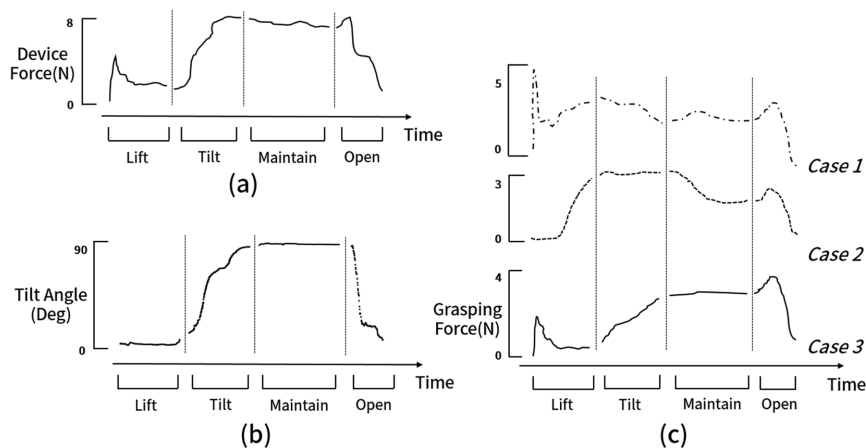 8
Device
Force(N)
0
Time
Lift
Tilt
Maintain
Open
(a)
90
Tilt Angle
(Deg)
0
Time
Lift
Tilt
Maintain
Open
(b)
5
0
Case 1
3
0
Case 2
4
Grasping
Force(N)
0
Case 3
Time
Lift
Tilt
Maintain
Open
(c)